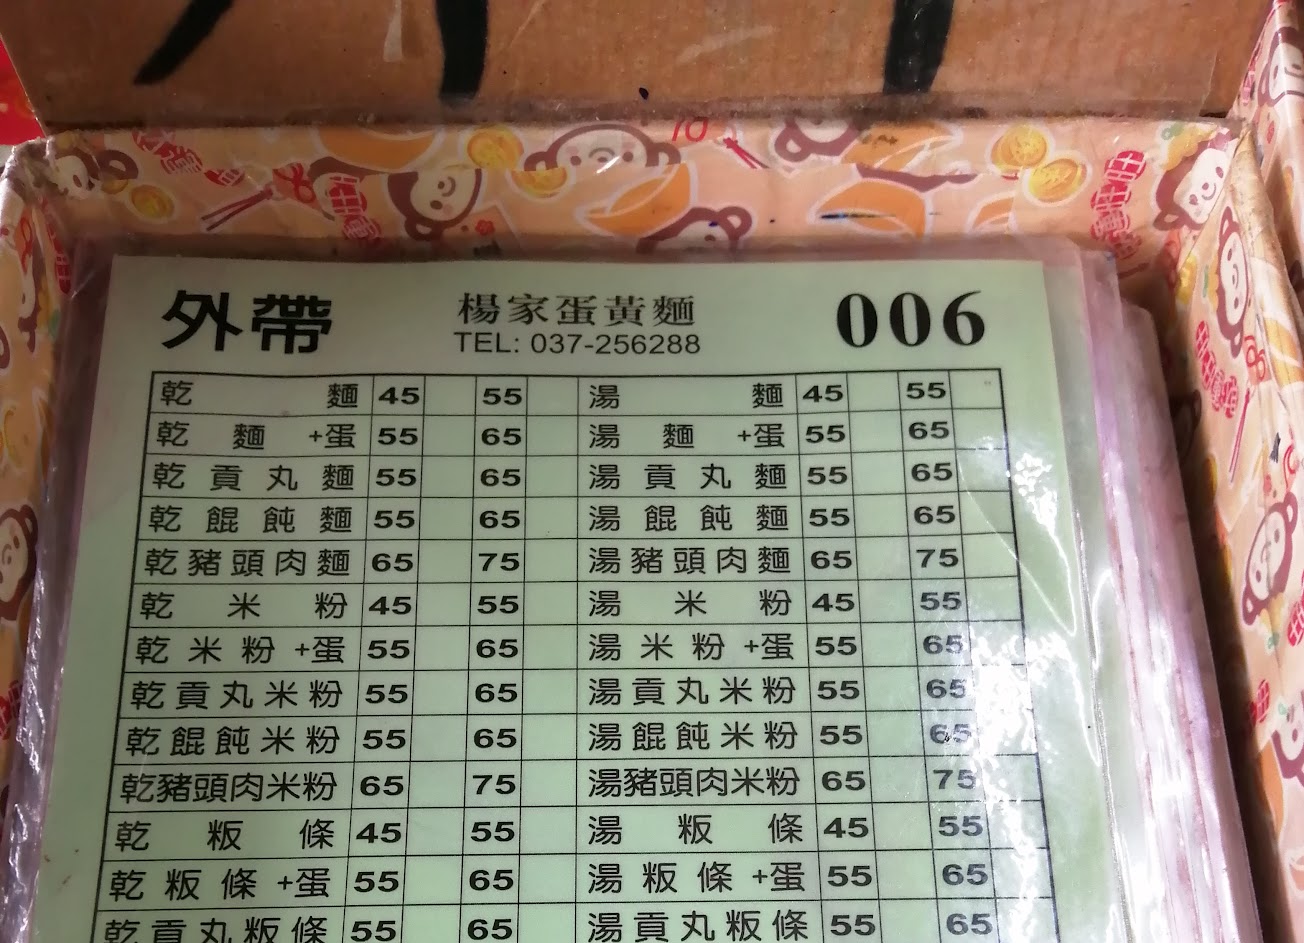 外帶 楊家蛋黃麵 006
TEL: 037-256288
乾麵 45 55 湯麵 45 55
乾麵+蛋 55 65 湯麵+蛋 55 65
乾貢丸麵 55 65 湯貢丸麵 55 65
乾餛飩麵 55 65 湯餛飩麵 55 65
乾豬頭肉麵 65 75 湯豬頭肉麵 65 75
乾米粉 45 55 湯米粉 45 55
乾米粉+蛋 55 65 湯米粉+蛋 55 65
乾貢丸米粉 55 65 湯貢丸米粉 55 65
乾餛飩米粉 55 65 湯餛飩米粉 55 65
乾豬頭肉米粉 65 75 湯豬頭肉米粉 65 75
乾粄條 45 55 湯粄條 45 55
乾粄條+蛋 55 65 湯粄條+蛋 55 65
乾貢丸粄條 55 65 湯貢丸粄條 55 65